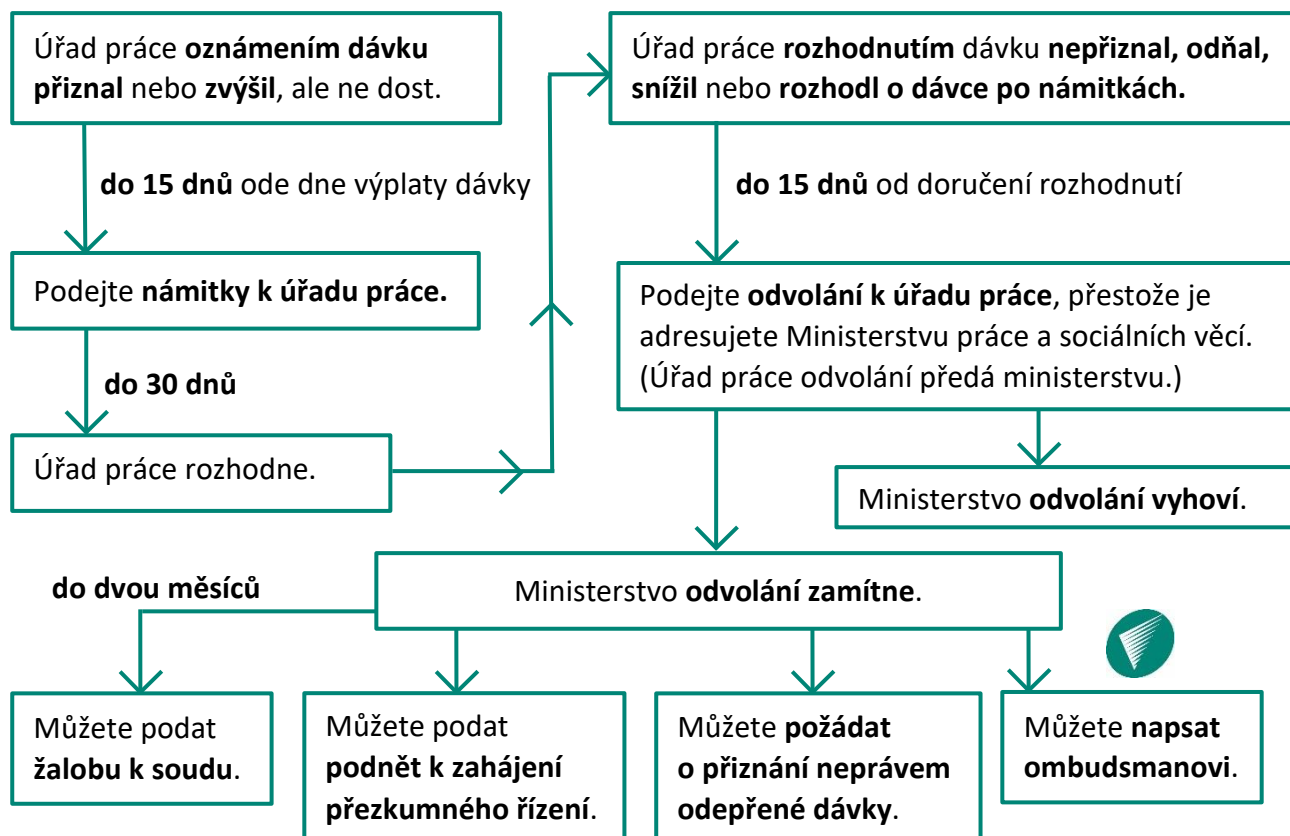 Úřad práce oznámením dávku
přiznal nebo zvýšil, ale ne dost.
do 15 dnů ode dne výplaty dávky
Podejte námitky k úřadu práce.
do 30 dnů
Úřad práce rozhodne.
Úřad práce rozhodnutím dávku nepřiznal, odňal,
snížil nebo rozhodl o dávce po námitkách.
do 15 dnů od doručení rozhodnutí
Podejte odvolání k úřadu práce, přestože je
adresujete Ministerstvu práce a sociálních věcí.
(Úřad práce odvolání předá ministerstvu.)
Ministerstvo odvolání vyhoví.
Ministerstvo odvolání zamítne.
do dvou měsíců
Můžete podat
žalobu k soudu.
Můžete podat
podnět k zahájení
přezkumného řízení.
Můžete požádat
o přiznání neprávem
odepřené dávky.
Můžete napsat
ombudsmanovi.